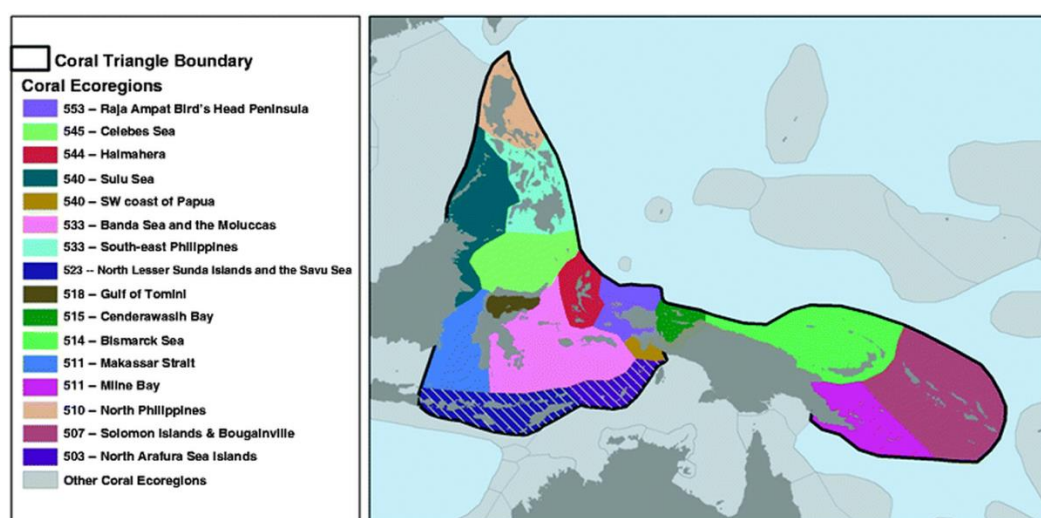 Coral Triangle Boundary
Coral Ecoregions
553 – Raja Ampat Bird's Head Peninsula
545 – Celebes Sea
544 – Halmahera
540 – Sulu Sea
540 – SW coast of Papua
533 – Banda Sea and the Moluccas
533 – South-east Philippines
523 -- North Lesser Sunda Islands and the Savu Sea
518 – Gulf of Tomini
515 – Cenderawasih Bay
514 – Bismarck Sea
511 – Makassar Strait
511 – Milne Bay
510 – North Philippines
507 – Solomon Islands & Bougainville
503 – North Arafura Sea Islands
Other Coral Ecoregions